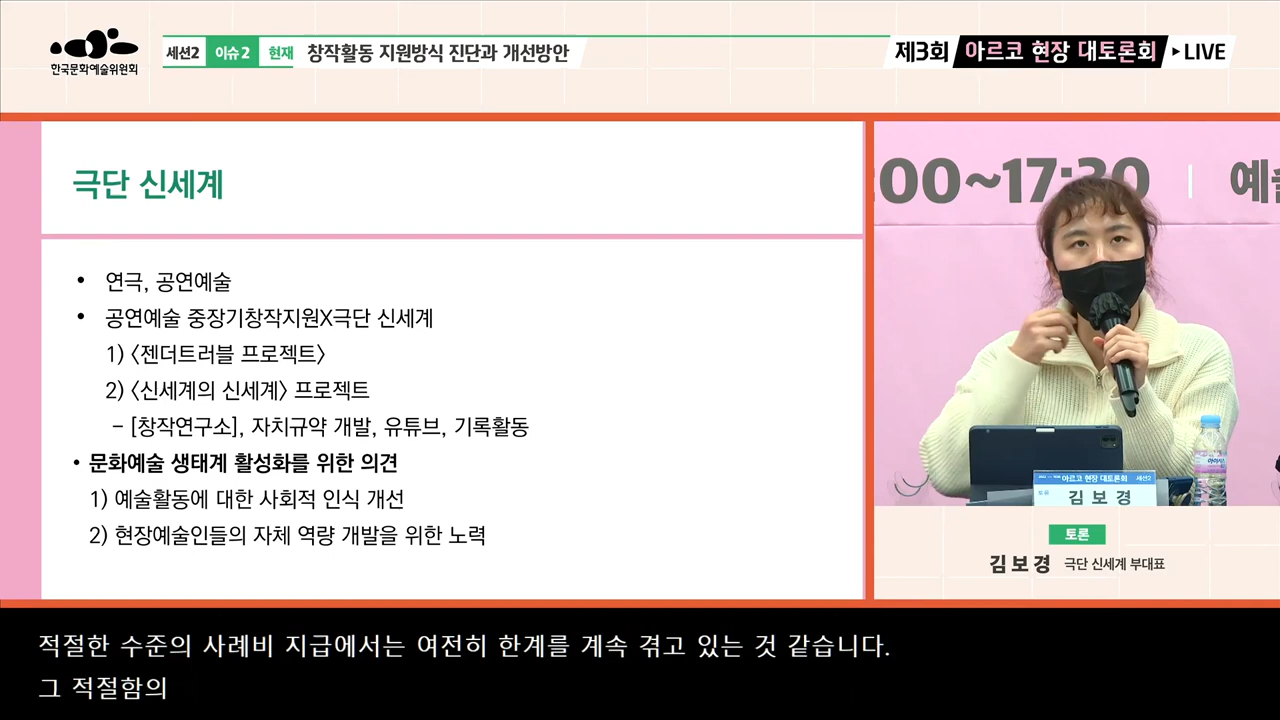 한국문화예술위원회
세션2 이슈 2 현재 창작활동 지원방식 진단과 개선방안
제3회 아르코 현장 대토론회 ▸LIVE
극단 신세계
• 연극, 공연예술
• 공연예술 중장기창작지원X극단 신세계
1) 〈젠더트러블 프로젝트〉
2) 〈신세계의 신세계〉 프로젝트
– [창작연구소], 자치규약 개발, 유튜브, 기록활동
• 문화예술 생태계 활성화를 위한 의견
1) 예술활동에 대한 사회적 인식 개선
2) 현장예술인들의 자체 역량 개발을 위한 노력
:00~17:30 | 예술
아르코 현장 대토론회 세션2
토론
김 보 경
토론
김보경 극단 신세계 부대표
적절한 수준의 사례비 지급에서는 여전히 한계를 계속 겪고 있는 것 같습니다.
그 적절함의